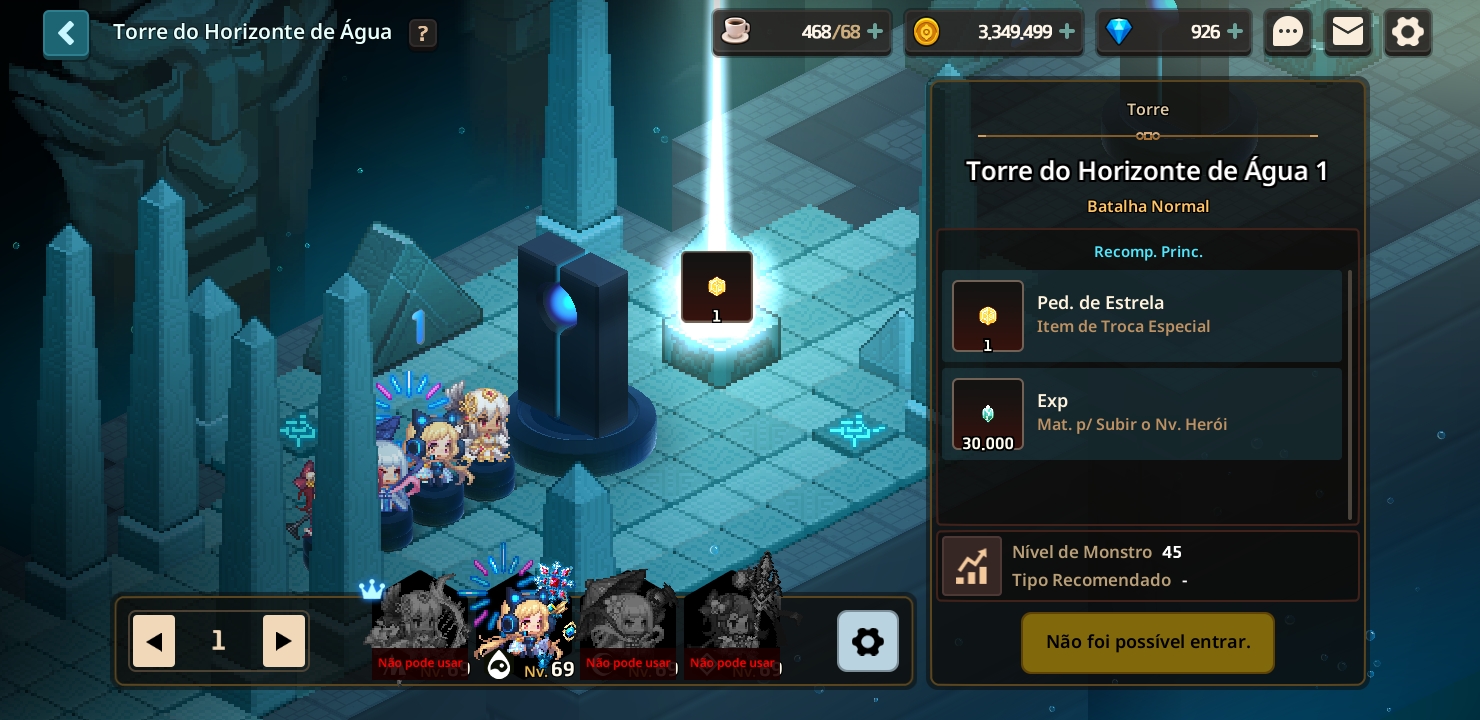 Torre do Horizonte de Água
?
468/68
3,349,499
926
Torre
Torre do Horizonte de Água 1
Batalha Normal
Recomp. Princ.
Ped. de Estrela
Item de Troca Especial
1
Exp
Mat. p/ Subir o Nv. Herói
30.000
1
1
Nível de Monstro 45
Tipo Recomendado -
Não foi possível entrar.
1
Não pode usar
Nv. 69
Não pode usar
Não pode usar